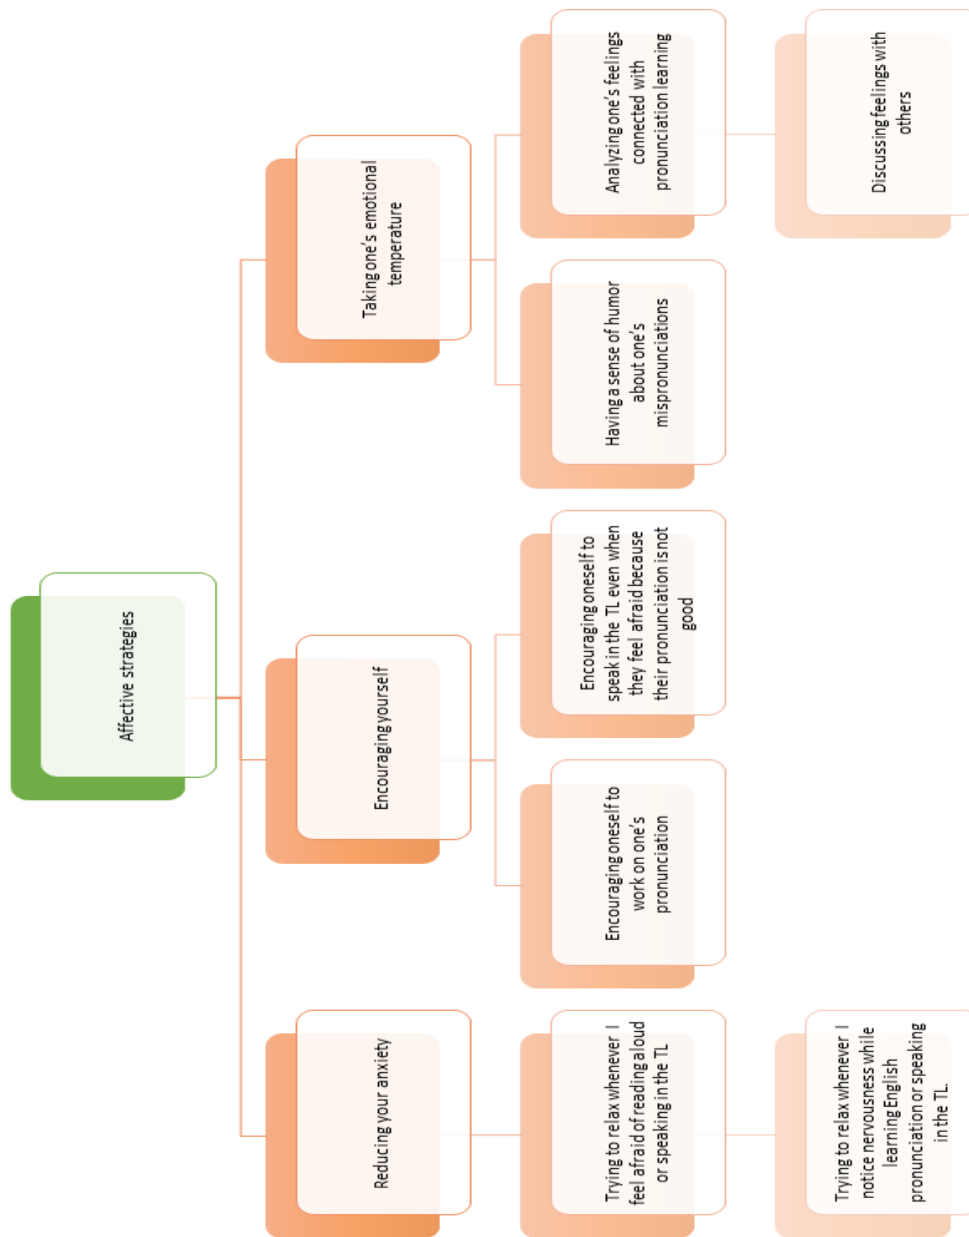 Affective strategies
Reducing your anxiety
Encouraging yourself
Taking one's emotional
temperature
Trying to relax whenever I
feel afraid of reading aloud
or speaking in the TL
Encouraging oneself to
work on one's
pronunciation
Encouraging oneself to
speak in the TL even when
they feel afraid because
their pronunciation is not
good
Having a sense of humor
about one's
mispronunciations
Analyzing one's feelings
connected with
pronunciation learning
Trying to relax whenever I
notice nervousness while
learning English
pronunciation or speaking
in the TL.
Discussing feelings with
others